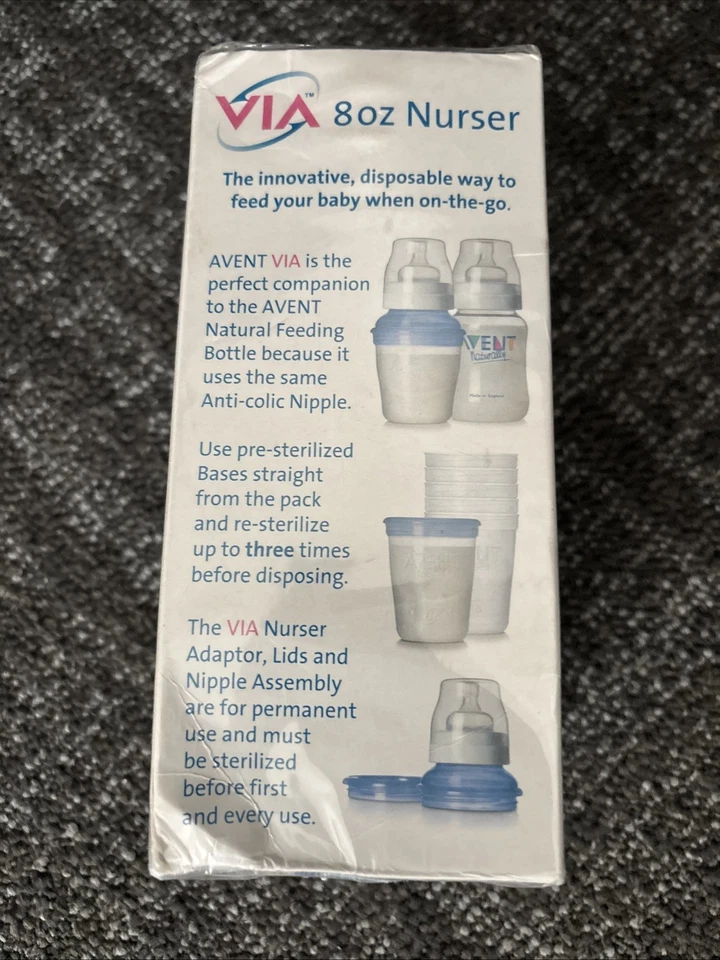 VIA™ 8oz Nurser
The innovative, disposable way to
feed your baby when on-the-go.
AVENT VIA is the
perfect companion
to the AVENT
Natural Feeding
Bottle because it
uses the same
Anti-colic Nipple.
AVENT
Naturally
Use pre-sterilized
Bases straight
from the pack
and re-sterilize
up to three times
before disposing.
The VIA Nurser
Adaptor, Lids and
Nipple Assembly
are for permanent
use and must
be sterilized
before first
and every use.